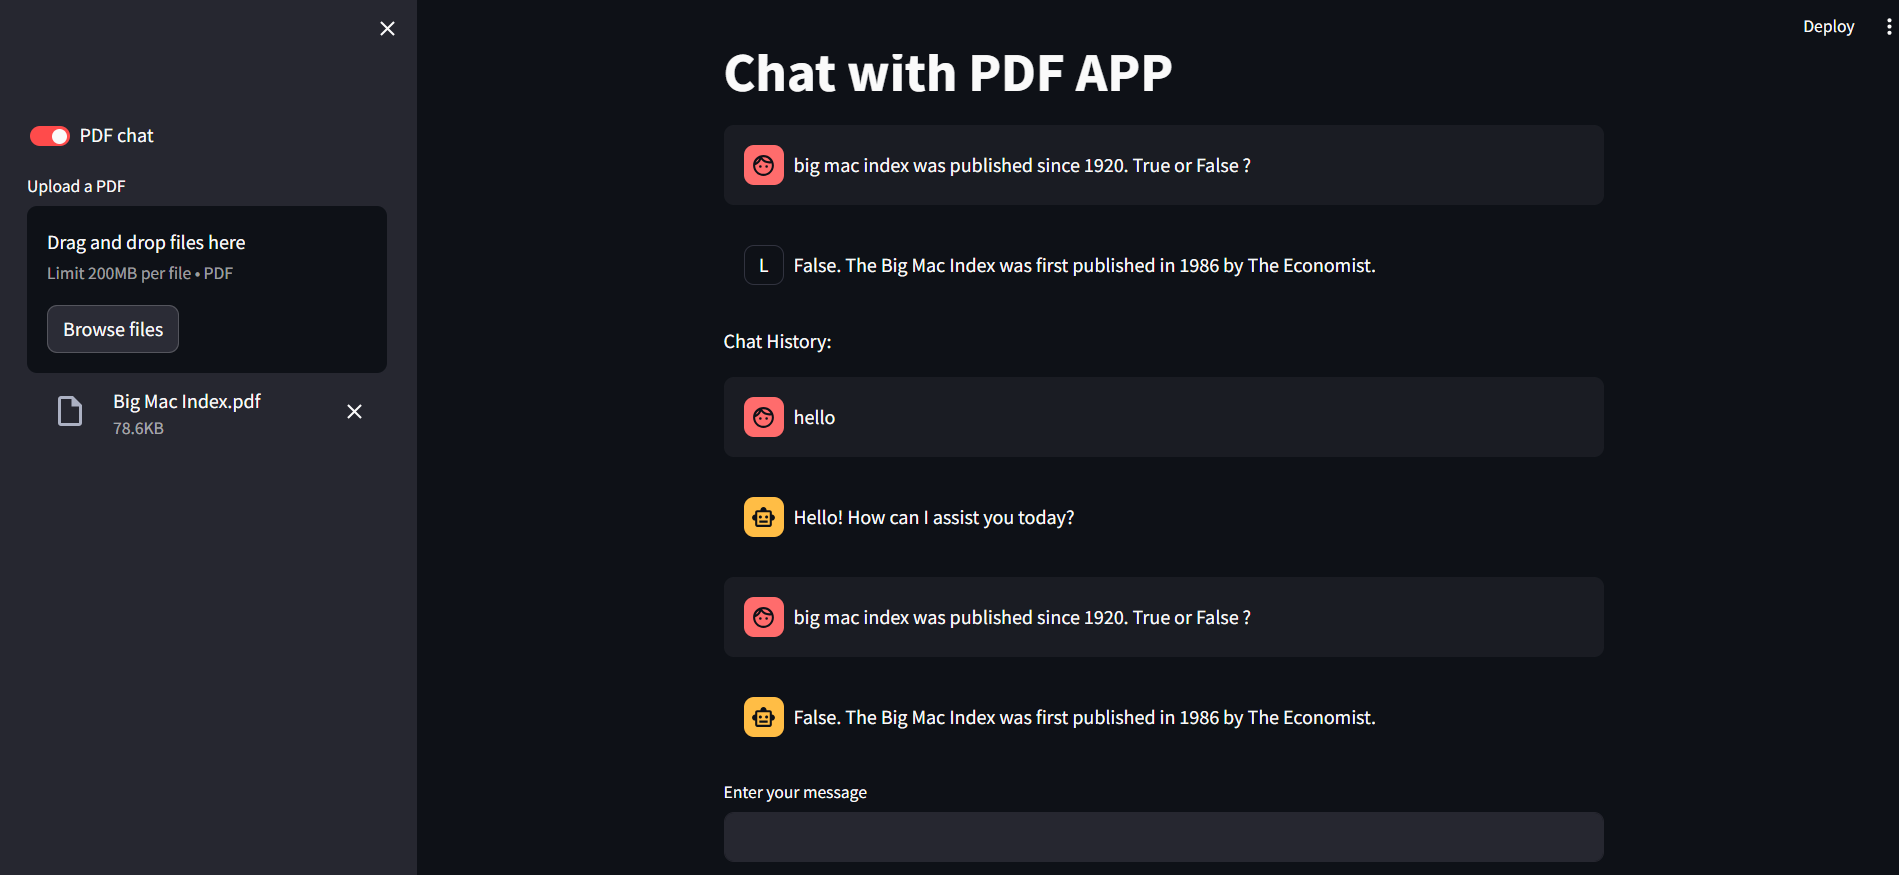 Deploy
PDF chat
Upload a PDF
Drag and drop files here
Limit 200MB per file • PDF
Browse files
Big Mac Index.pdf
78.6KB
Chat with PDF APP
big mac index was published since 1920. True or False ?
L
False. The Big Mac Index was first published in 1986 by The Economist.
Chat History:
hello
Hello! How can I assist you today?
big mac index was published since 1920. True or False ?
False. The Big Mac Index was first published in 1986 by The Economist.
Enter your message